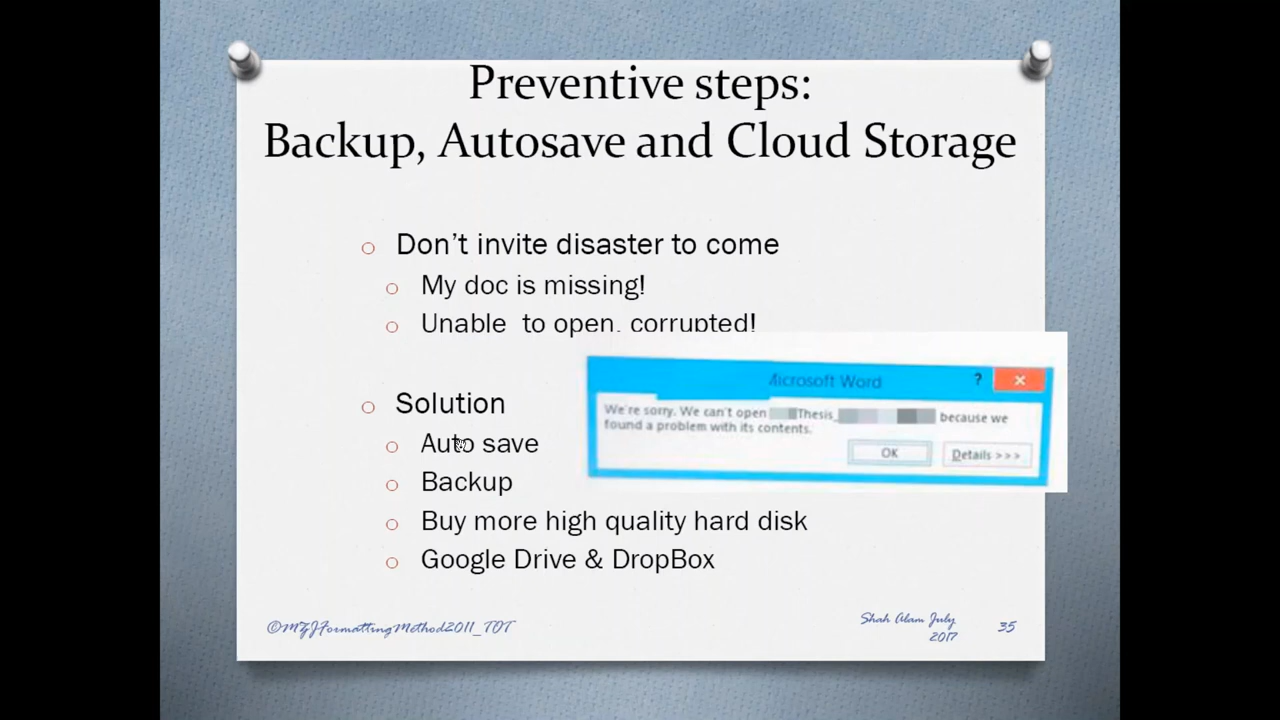 Preventive steps:
Backup, Autosave and Cloud Storage
Don't invite disaster to come
My doc is missing!
Unable to open, corrupted!
Solution
Auto save
Backup
Buy more high quality hard disk
Google Drive & DropBox
Microsoft Word
?
We're sorry. We can't open Thesis_ because we
found a problem with its contents.
OK
Details >>>
©MZJFormattingMethod2011_TOT
Shah Alam July
2017
35